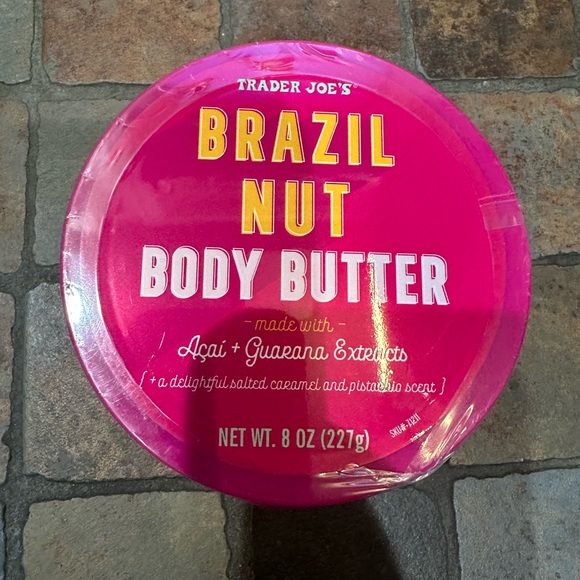 TRADER JOE'S
BRAZIL
NUT
BODY BUTTER
- made with -
Açaí + Guarana Extracts
{ + a delightful salted caramel and pistachio scent }
NET WT. 8 OZ (227g)